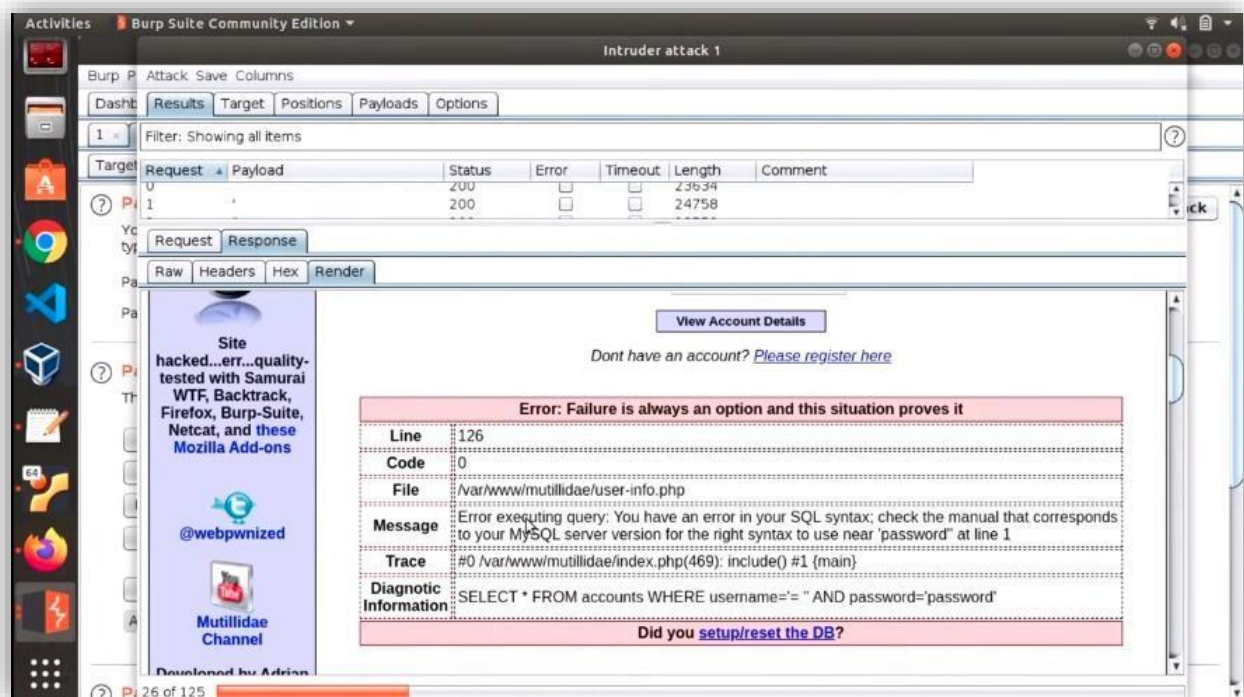 Activities Burp Suite Community Edition
Intruder attack 1
Burp P Attack Save Columns
Dashb Results Target Positions Payloads Options
1 × Filter: Showing all items ?
Target Request Payload Status Error Timeout Length Comment
0 200 23634
? P 1 ' 200 24758 ck
Yo
typ Request Response
Pa Raw Headers Hex Render
Pa
View Account Details
Site
hacked...err...quality-
tested with Samurai
WTF, Backtrack,
Firefox, Burp-Suite,
Netcat, and these
Mozilla Add-ons
Dont have an account? Please register here
? P
Th
Error: Failure is always an option and this situation proves it
Line 126
Code 0
File /var/www/mutillidae/user-info.php
Message Error executing query: You have an error in your SQL syntax; check the manual that corresponds
to your MySQL server version for the right syntax to use near 'password'' at line 1
Trace #0 /var/www/mutillidae/index.php(469): include() #1 {main}
Diagnostic
Information SELECT * FROM accounts WHERE username='= '' AND password='password'
Did you setup/reset the DB?
@webpwnized
You
Tube
Mutillidae
Channel
Developed by Adrian
64
A
? P 26 of 125